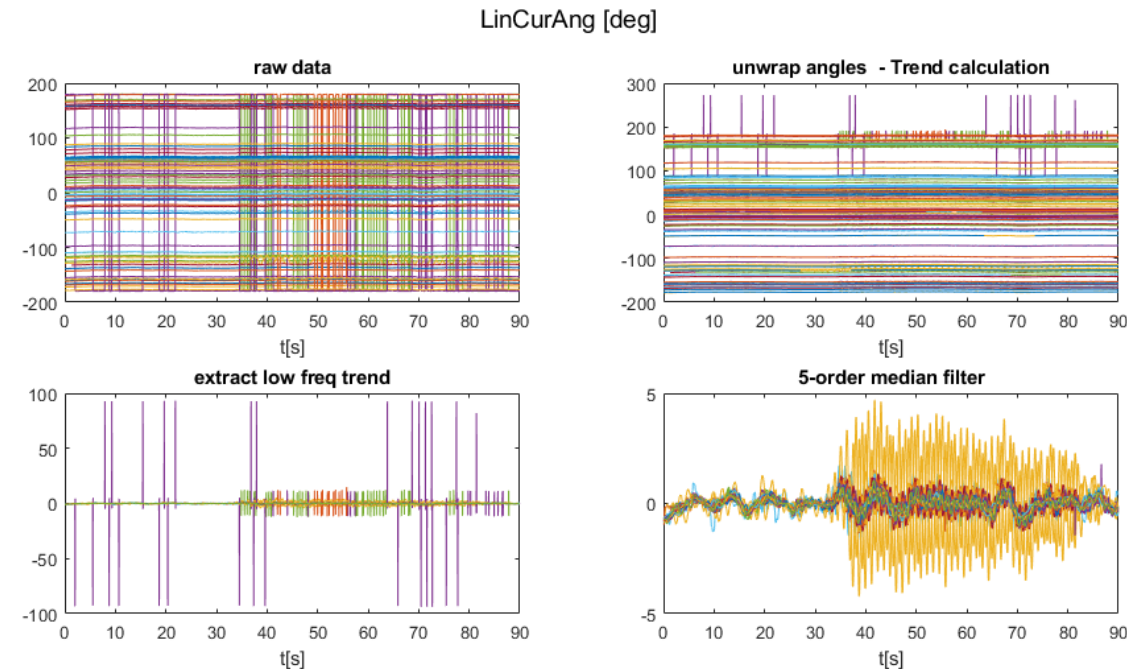 LinCurAng [deg]
raw data
200
100
0
-100
-200
0 10 20 30 40 50 60 70 80 90
t[s]
unwrap angles  - Trend calculation
300
200
100
0
-100
-200
0 10 20 30 40 50 60 70 80 90
t[s]
extract low freq trend
100
50
0
-50
-100
0 10 20 30 40 50 60 70 80 90
t[s]
5-order median filter
5
0
-5
0 10 20 30 40 50 60 70 80 90
t[s]